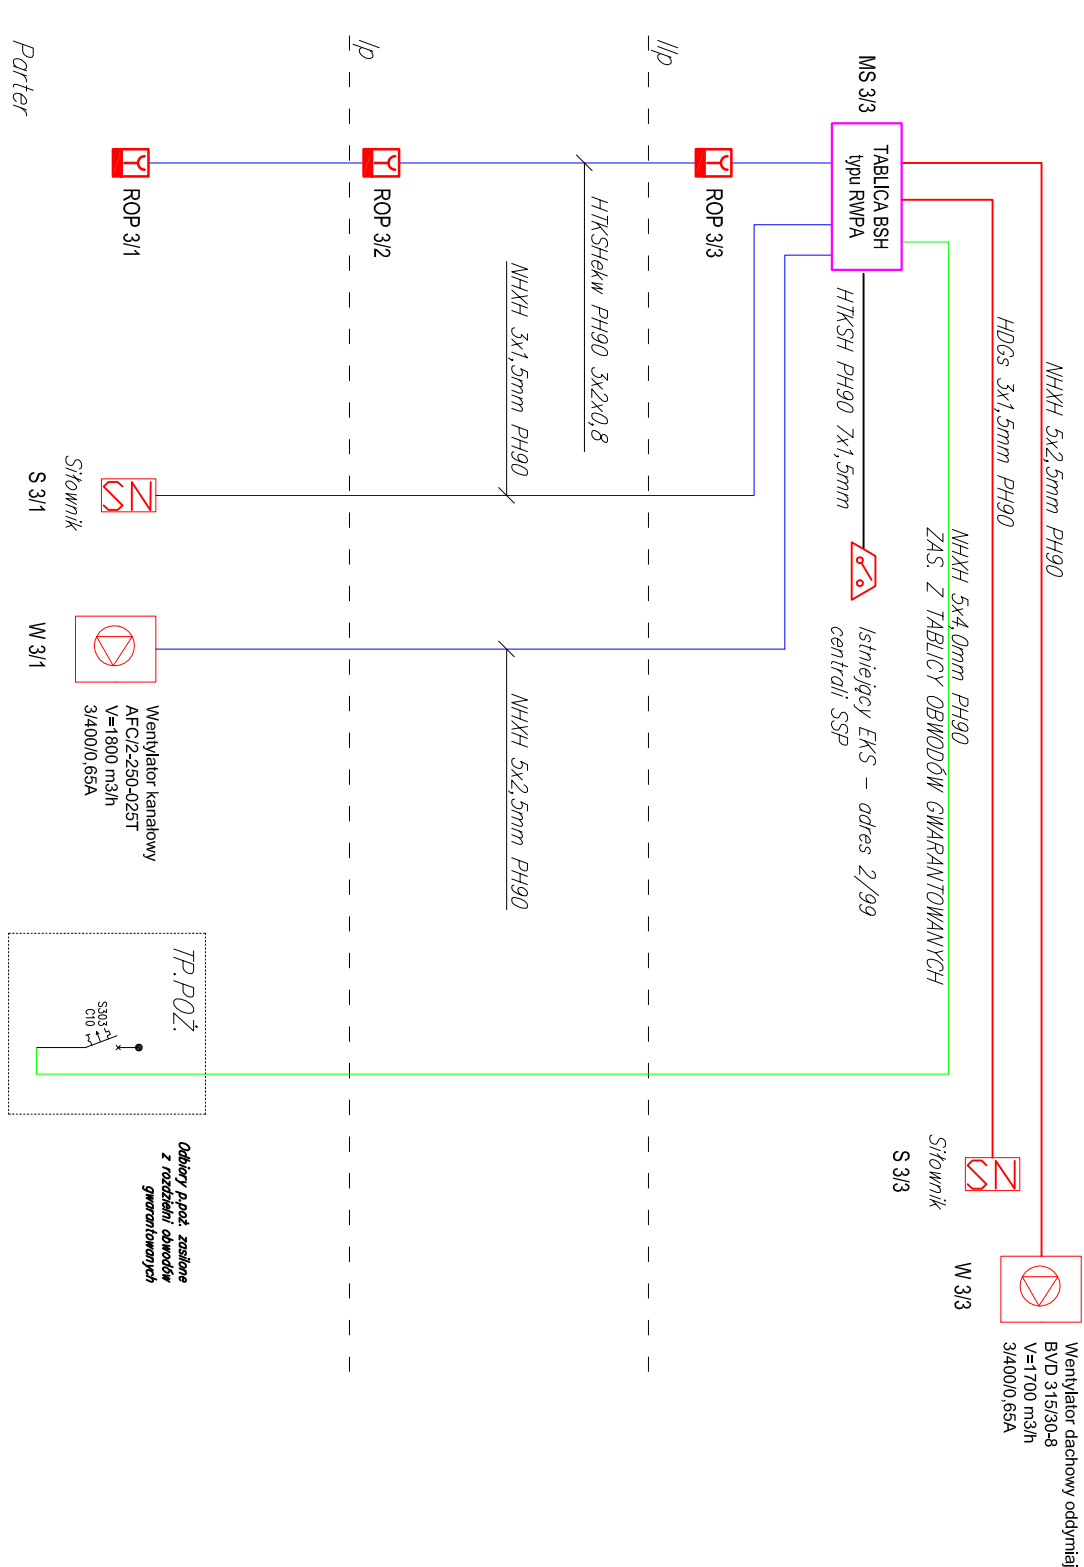 Wentylator dachowy oddymiaj
BVD 315/30-8
V=1700 m3/h
3/400/0,65A
W 3/3
NHXH 5x2,5mm PH90
HDGs 3x1,5mm PH90
Siłownik
S 3/3
NHXH 5x4,0mm PH90
ZAS. Z TABLICY OBWODÓW GWARANTOWANYCH
MS 3/3
TABLICA BSH
typu RWPA
HTKSH PH90 7x1,5mm
Istniejący EKS - adres 2/99
centrali SSP
IIp
ROP 3/3
HTKSHekw PH90 3x2x0,8
NHXH 3x1,5mm PH90
NHXH 5x2,5mm PH90
Ip
ROP 3/2
ROP 3/1
Siłownik
S 3/1
W 3/1
Wentylator kanałowy
AFC/2-250-025T
V=1800 m3/h
3/400/0,65A
TP.POŻ.
S303
C10
Odbiory p.poż. zasilone
z rozdzielni obwodów
gwarantowanych
Parter